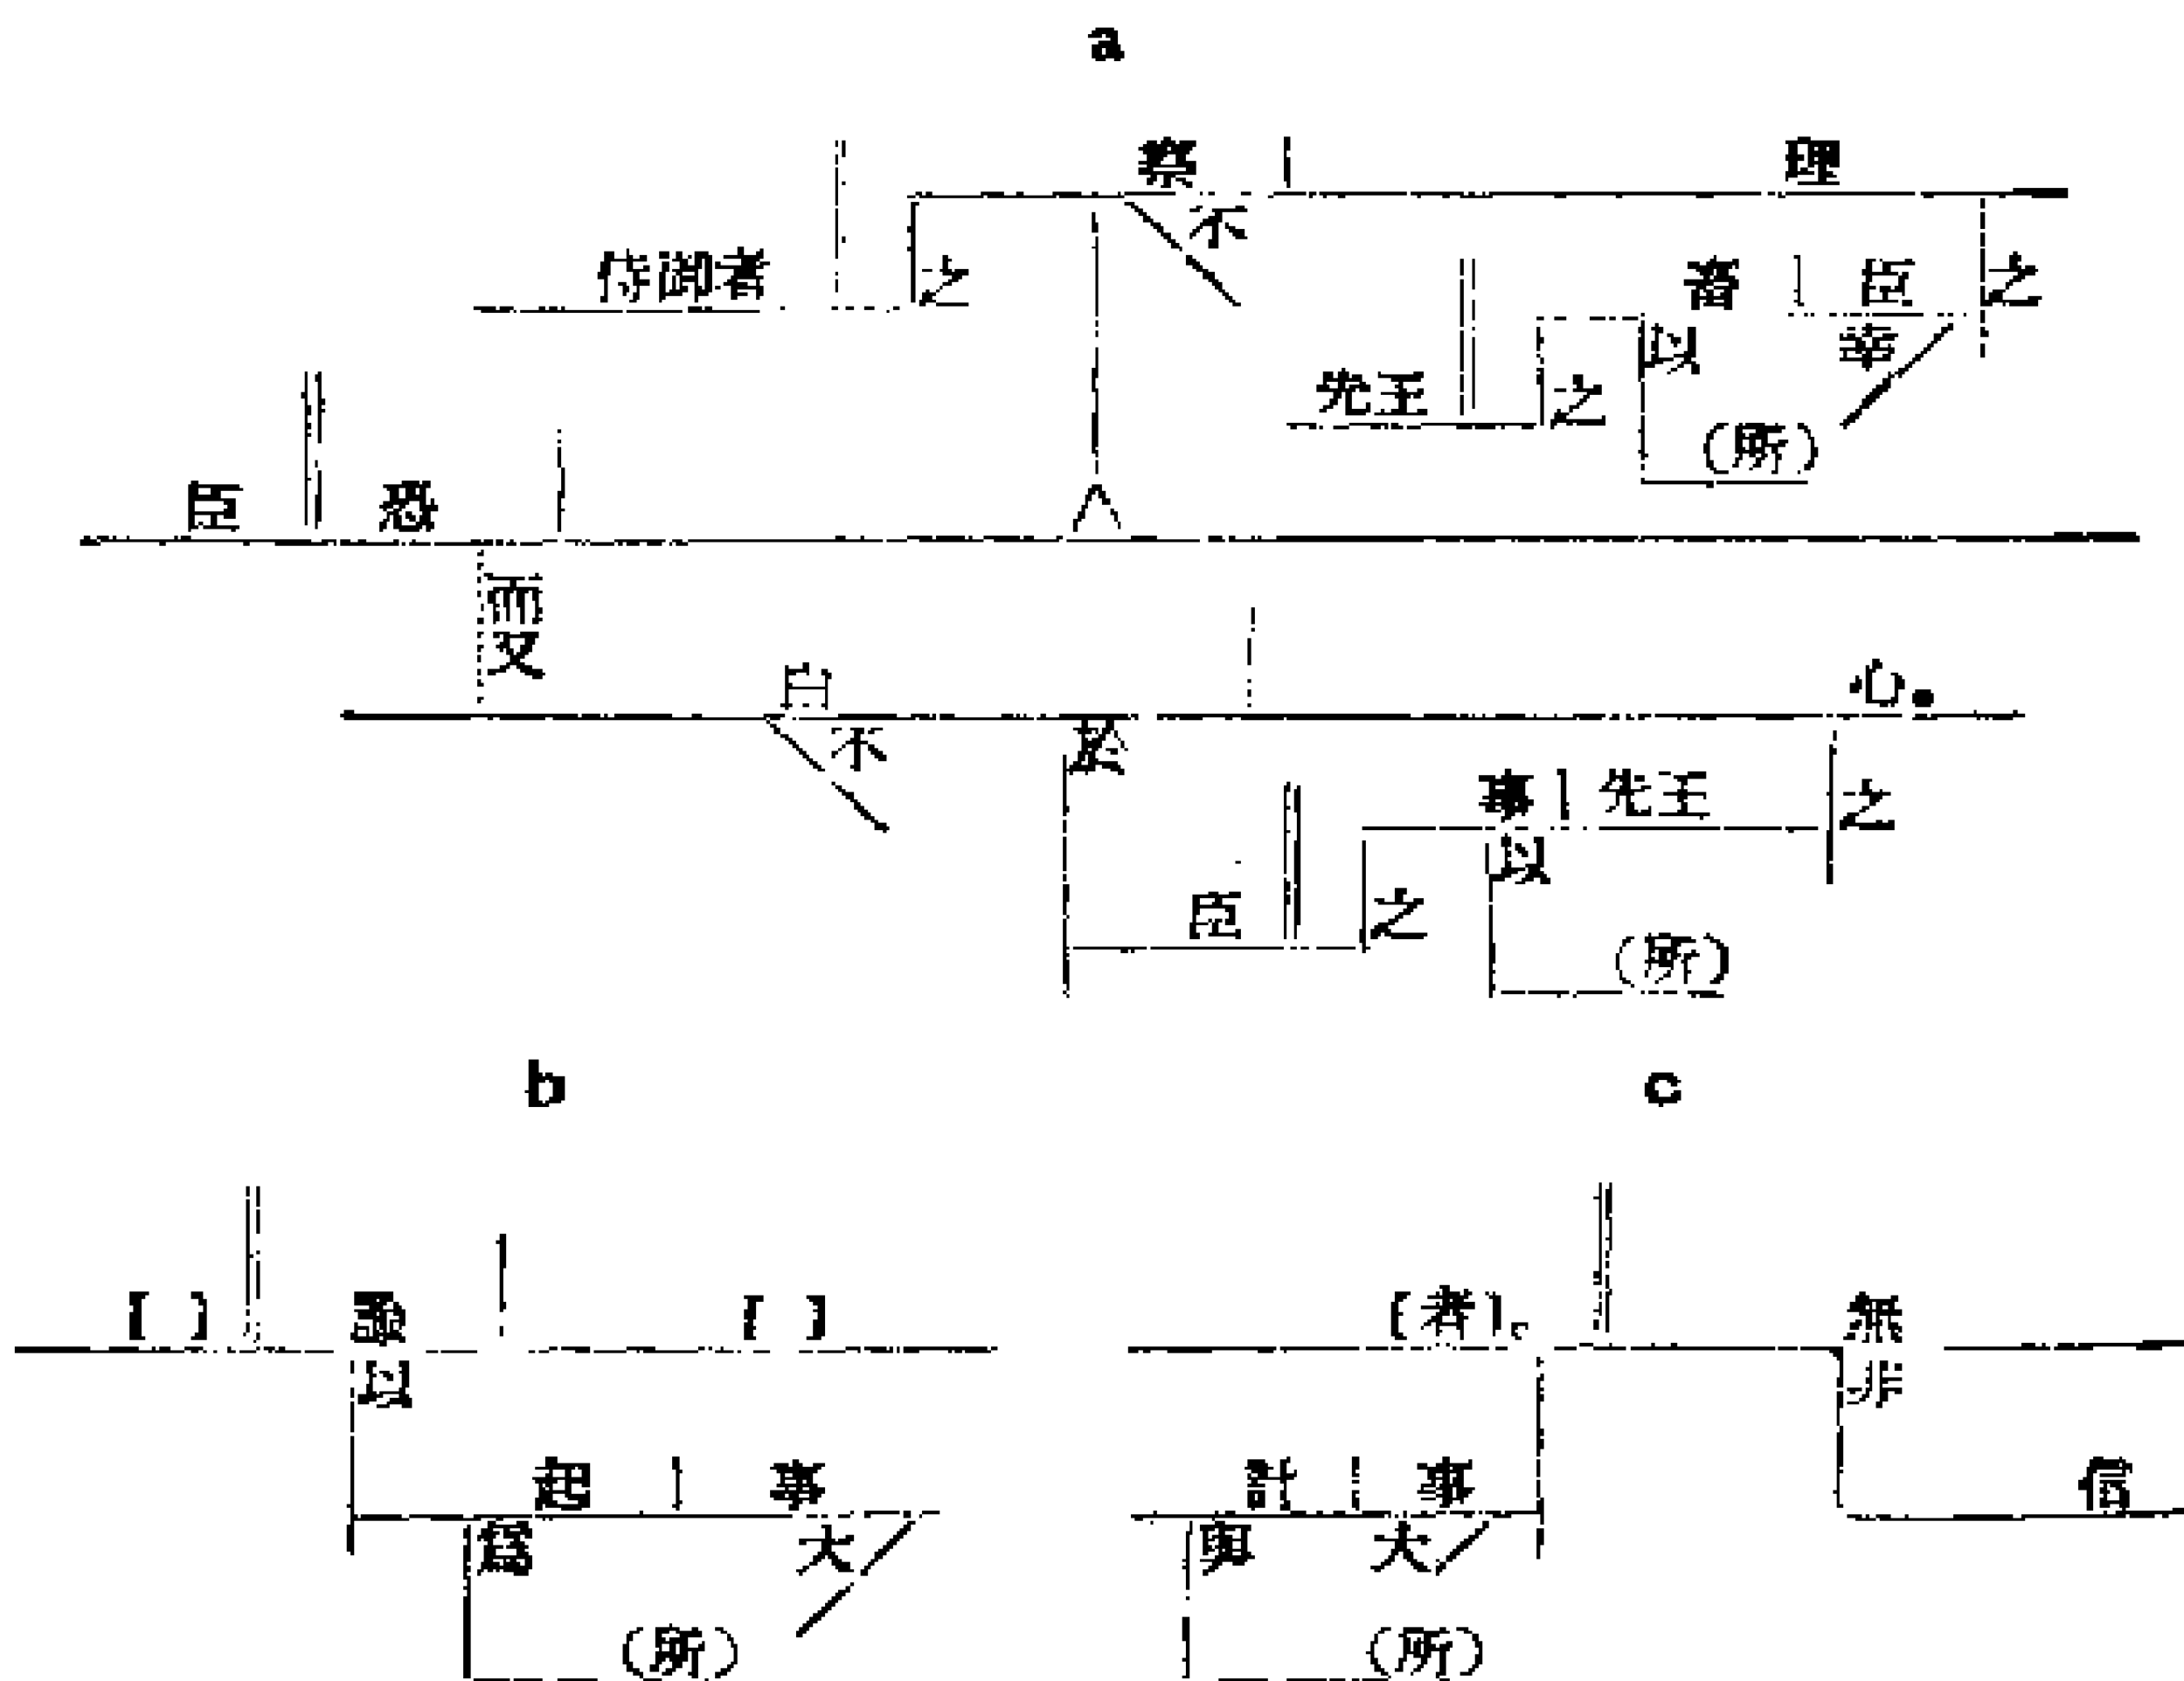 a
察 理
不
侍御者 之 畜 臣 之
以 幸
先王 之
(所)
臣 恐
而
又
白 心。
不 於
事 先王 之
以
臣 之
(所)
b c
【 】 敢 【 】 【者】。 無
以 非
起 事 計 事 信
爲 大 與 大
(所) (所)